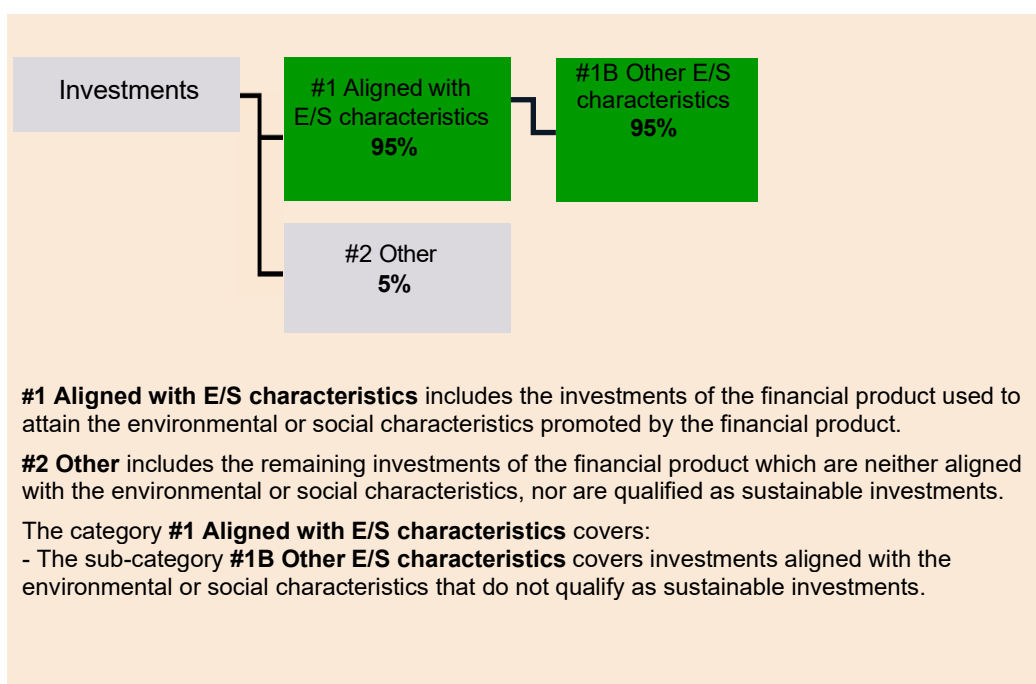 Investments
#1 Aligned with
E/S characteristics
95%
#1B Other E/S
characteristics
95%
#2 Other
5%
#1 Aligned with E/S characteristics includes the investments of the financial product used to
attain the environmental or social characteristics promoted by the financial product.
#2 Other includes the remaining investments of the financial product which are neither aligned
with the environmental or social characteristics, nor are qualified as sustainable investments.
The category #1 Aligned with E/S characteristics covers:
- The sub-category #1B Other E/S characteristics covers investments aligned with the
environmental or social characteristics that do not qualify as sustainable investments.